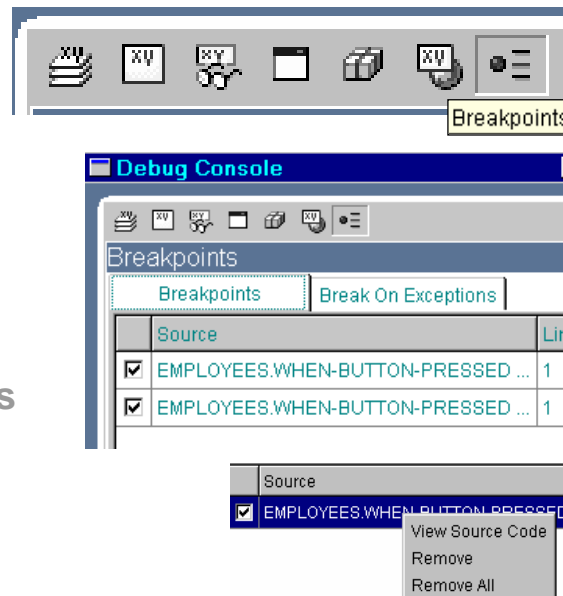 Breakpoints
Debug Console
Breakpoints
Breakpoints Break On Exceptions
Source
EMPLOYEES.WHEN-BUTTON-PRESSED ... 1
EMPLOYEES.WHEN-BUTTON-PRESSED ... 1
s
Source
View Source Code
Remove
Remove All